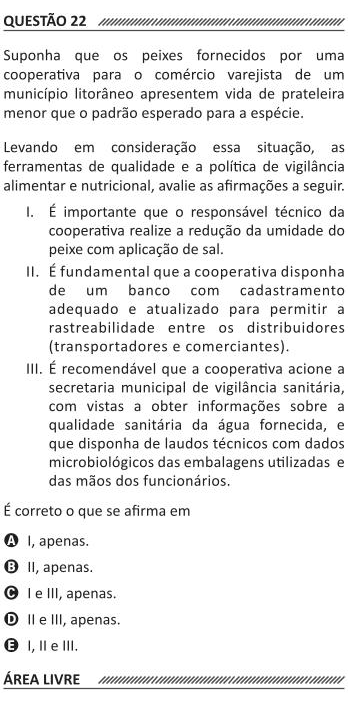 QUESTÃO 22
Suponha que os peixes fornecidos por uma
cooperativa para o comércio varejista de um
município litorâneo apresentem vida de prateleira
menor que o padrão esperado para a espécie.
Levando em consideração essa situação, as
ferramentas de qualidade e a política de vigilância
alimentar e nutricional, avalie as afirmações a seguir.
I. É importante que o responsável técnico da
cooperativa realize a redução da umidade do
peixe com aplicação de sal.
II. É fundamental que a cooperativa disponha
de um banco com cadastramento
adequado e atualizado para permitir a
rastreabilidade entre os distribuidores
(transportadores e comerciantes).
III. É recomendável que a cooperativa acione a
secretaria municipal de vigilância sanitária,
com vistas a obter informações sobre a
qualidade sanitária da água fornecida, e
que disponha de laudos técnicos com dados
microbiológicos das embalagens utilizadas e
das mãos dos funcionários.
É correto o que se afirma em
A I, apenas.
B II, apenas.
C I e III, apenas.
D II e III, apenas.
E I, II e III.
ÁREA LIVRE